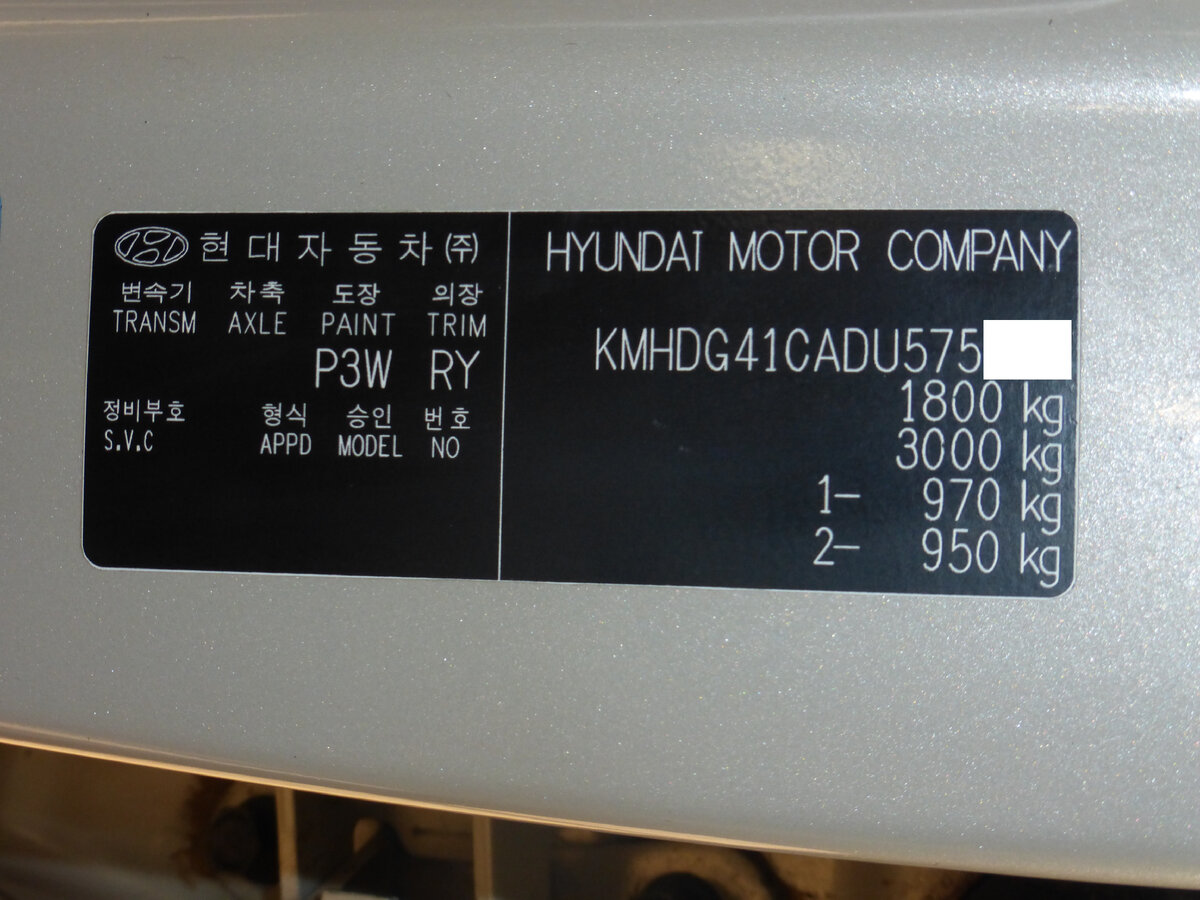 현대자동차(주)
변속기 차축 도장 의장
TRANSM AXLE PAINT TRIM
P3W RY
정비부호 형식 승인 번호
S.V.C APPD MODEL NO
HYUNDAI MOTOR COMPANY
KMHDG41CADU575
1800 kg
3000 kg
1- 970 kg
2- 950 kg